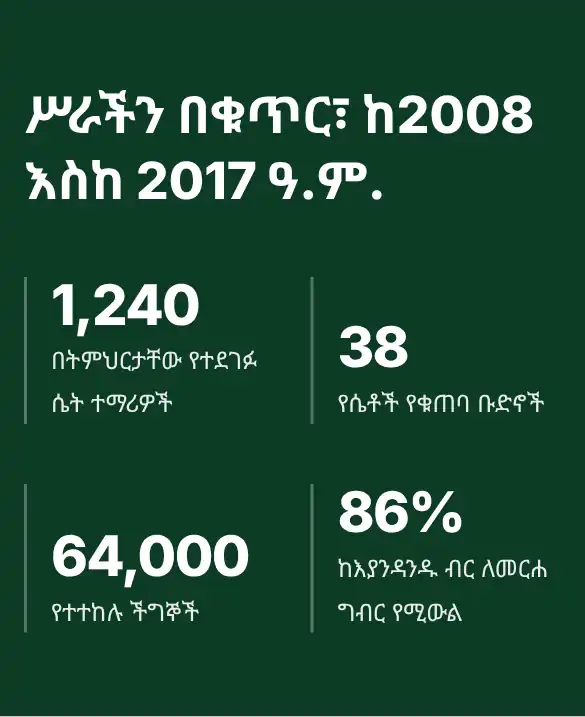 ሥራችን በቁጥር፣ ከ2008
እስከ 2017 ዓ.ም.
1,240
በትምህርታቸው የተደገፉ
ሴት ተማሪዎች
38
የሴቶች የቁጠባ ቡድኖች
64,000
የተተከሉ ችግኞች
86%
ከእያንዳንዱ ብር ለመርሐ
ግብር የሚውል